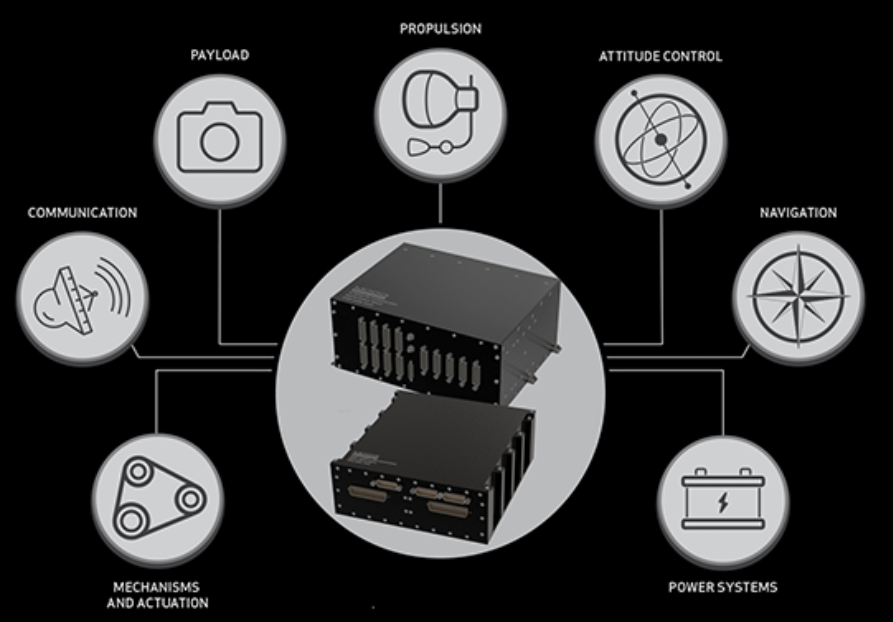 PROPULSION
PAYLOAD
ATTITUDE CONTROL
COMMUNICATION
NAVIGATION
MECHANISMS
AND ACTUATION
POWER SYSTEMS